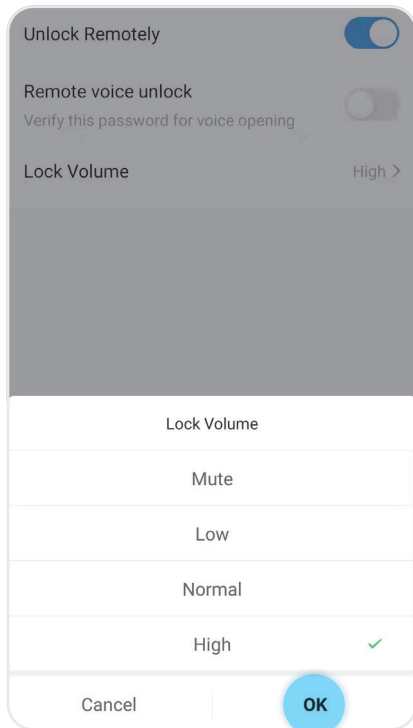 Unlock Remotely
Remote voice unlock
Verify this password for voice opening
Lock Volume High >
Lock Volume
Mute
Low
Normal
High
Cancel OK